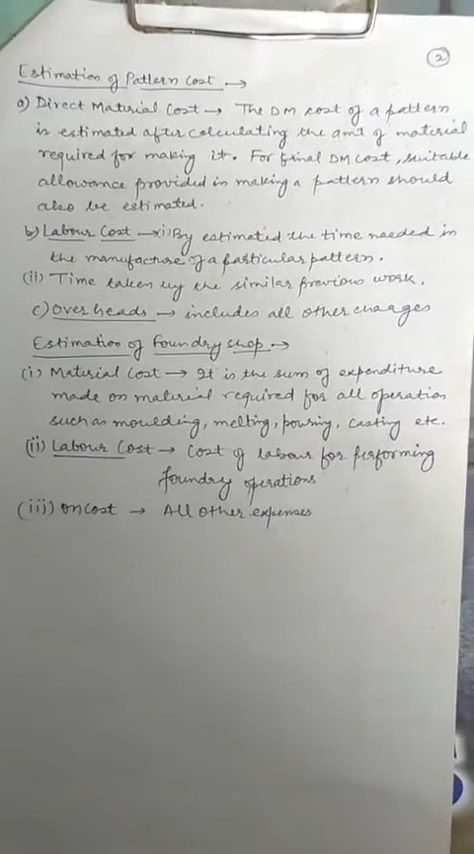 ②
Estimation of Pattern Cost →
a) Direct Material Cost → The DM cost of a pattern
is estimated after calculating the amt of material
required for making it. For final DM cost, suitable
allowance provided in making a pattern should
also be estimated.
b) Labour Cost → (i) By estimated the time needed in
the manufacture of a particular pattern.
(ii) Time taken by the similar previous work.
c) Overheads → includes all other charges
Estimation of Foundry shop →
(i) Material Cost → It is the sum of expenditure
made on material required for all operation
such as moulding, melting, pouring, casting etc.
(ii) Labour Cost → Cost of labour for performing
foundry operations
(iii) on cost → All other expenses